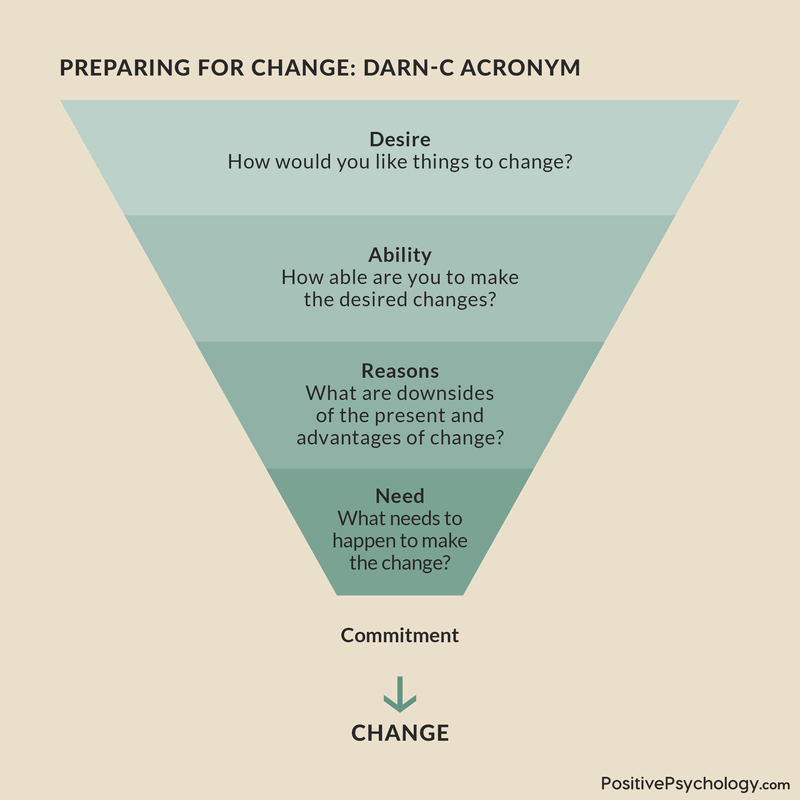 PREPARING FOR CHANGE: DARN-C ACRONYM
Desire
How would you like things to change?
Ability
How able are you to make
the desired changes?
Reasons
What are downsides
of the present and
advantages of change?
Need
What needs to
happen to make
the change?
Commitment
CHANGE
PositivePsychology.com